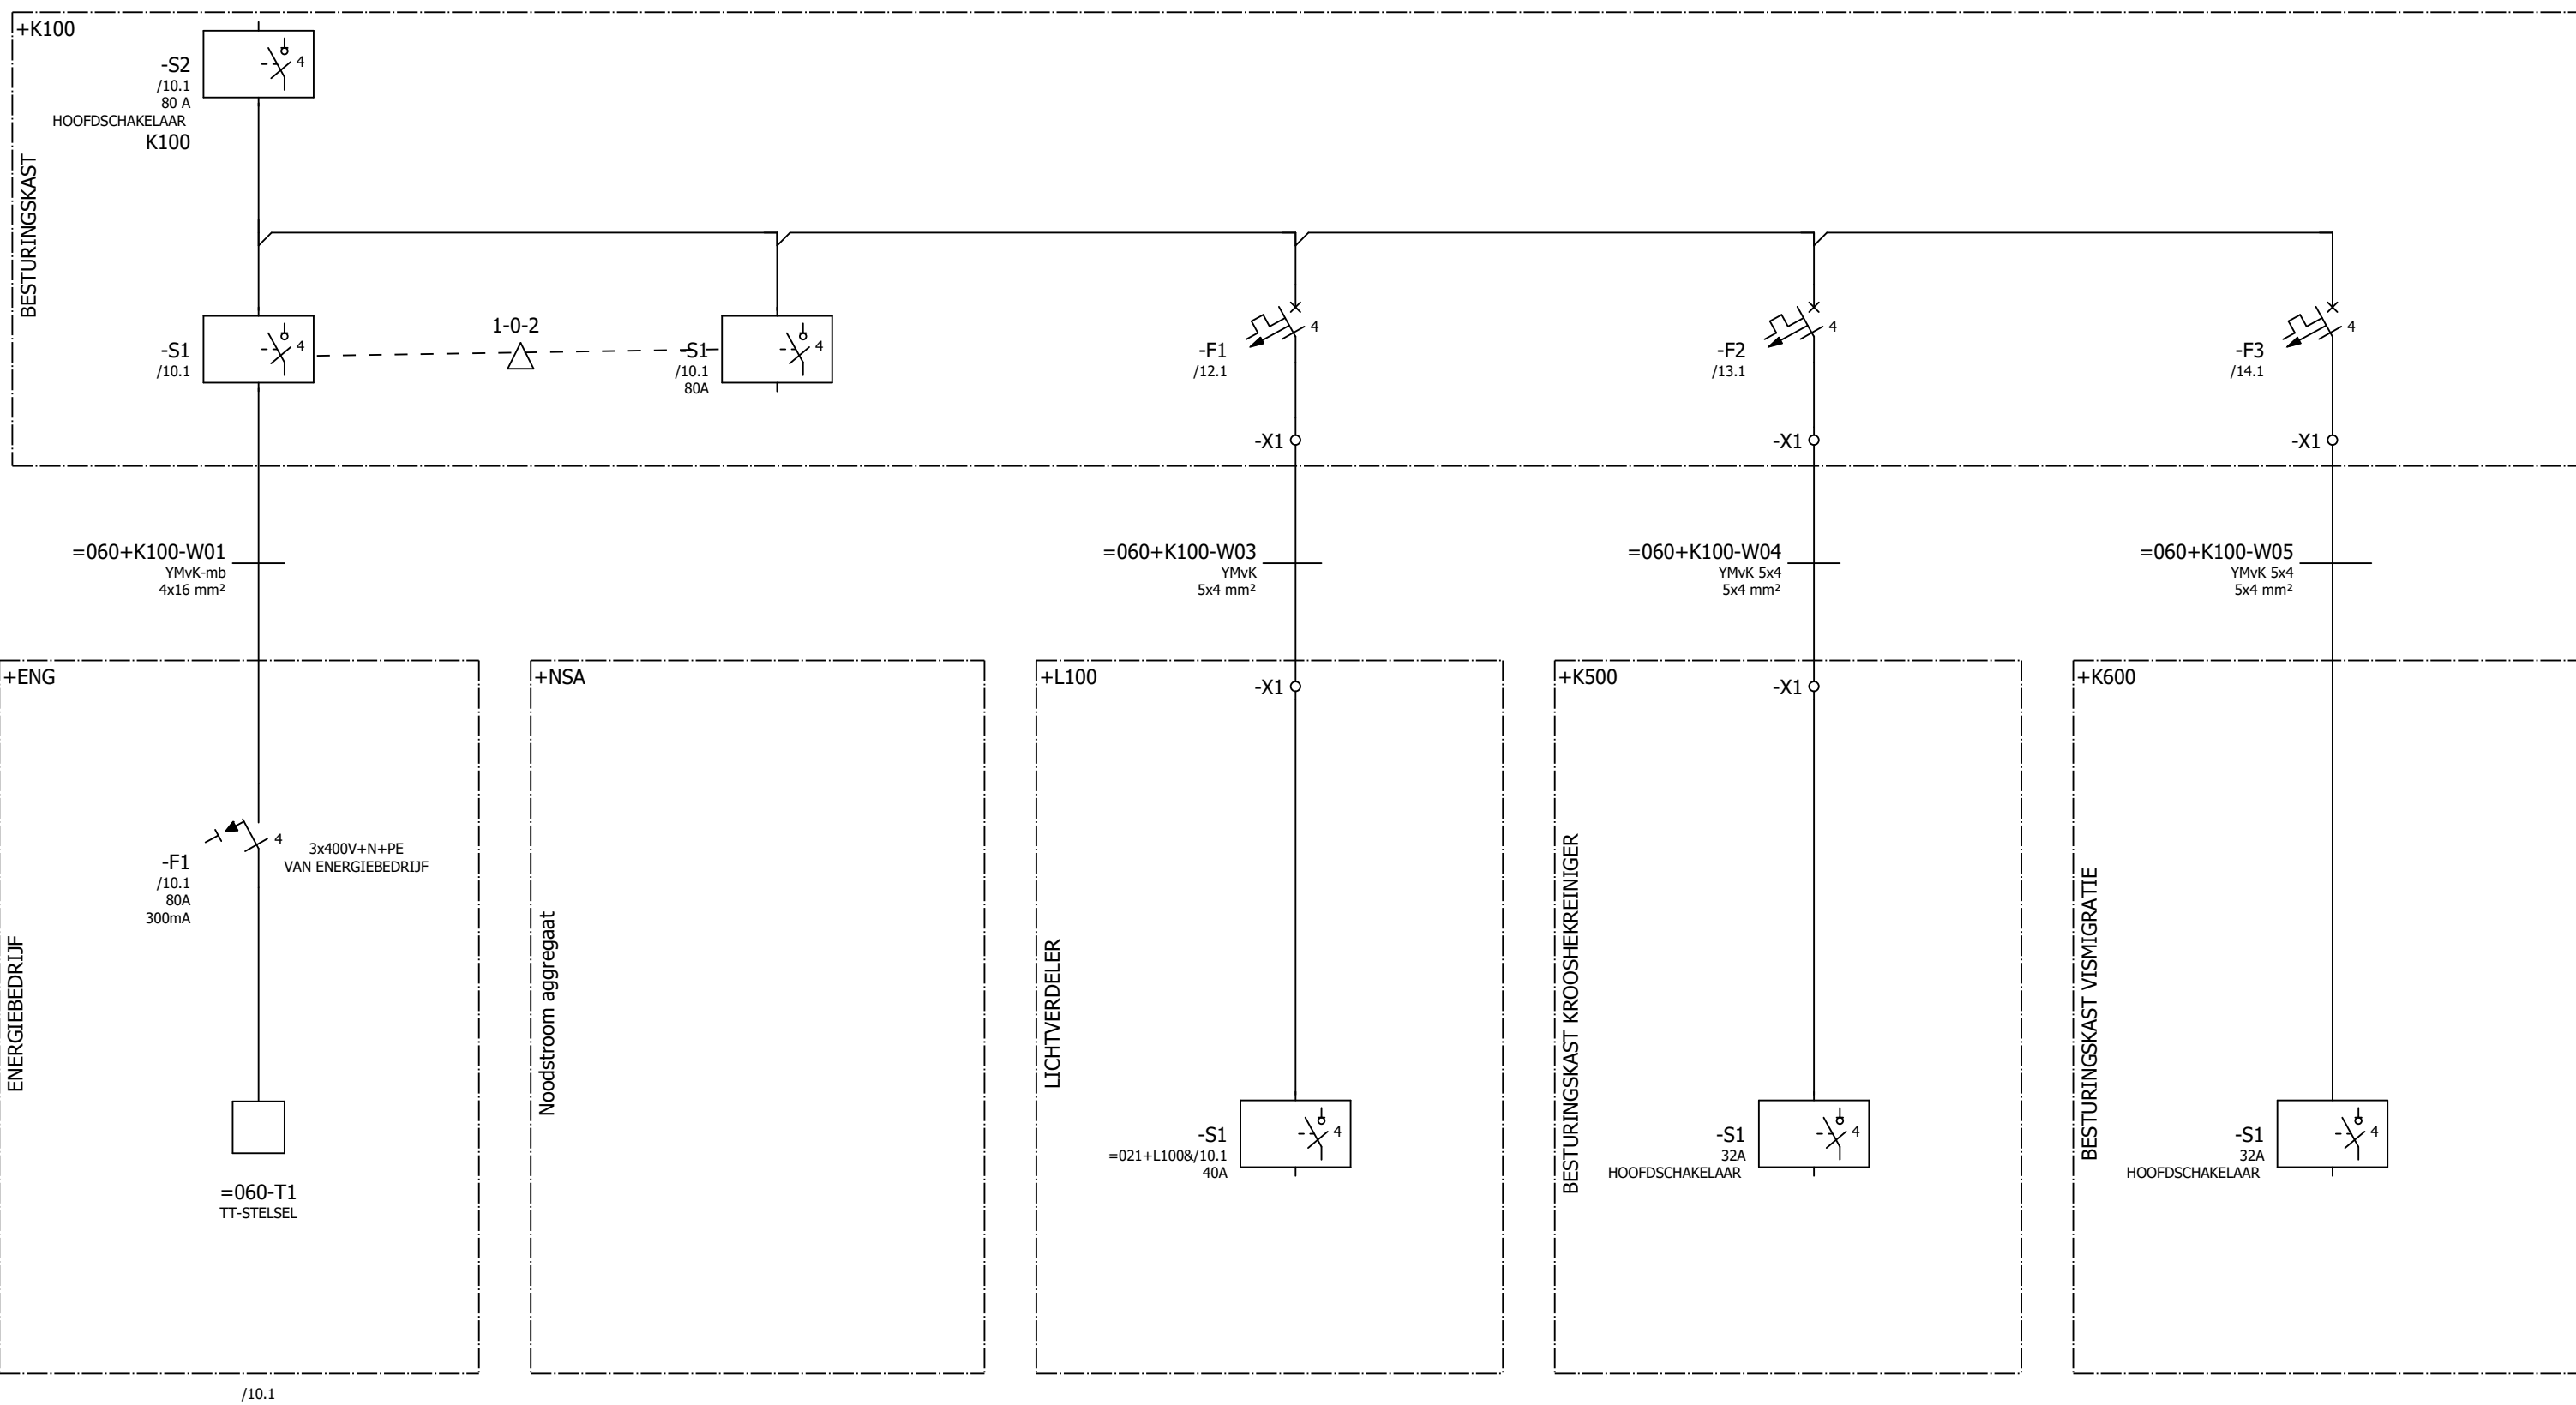 +K100
BESTURINGSKAST
-S2
/10.1
80 A
HOOFDSCHAKELAAR
K100
4
-S1
/10.1
4
1-0-2
-S1
/10.1
80A
4
-F1
/12.1
4
-F2
/13.1
4
-F3
/14.1
4
-X1
-X1
-X1
=060+K100-W01
YMvK-mb
4x16 mm²
=060+K100-W03
YMvK
5x4 mm²
=060+K100-W04
YMvK 5x4
5x4 mm²
=060+K100-W05
YMvK 5x4
5x4 mm²
+ENG
ENERGIEBEDRIJF
-F1
/10.1
80A
300mA
4
3x400V+N+PE
VAN ENERGIEBEDRIJF
=060-T1
TT-STELSEL
/10.1
+NSA
Noodstroom aggregaat
+L100
LICHTVERDELER
-X1
-S1
=021+L100&/10.1
40A
4
+K500
BESTURINGSKAST KROOSHEKREINIGER
-X1
-S1
32A
HOOFDSCHAKELAAR
4
+K600
BESTURINGSKAST VISMIGRATIE
-S1
32A
HOOFDSCHAKELAAR
4